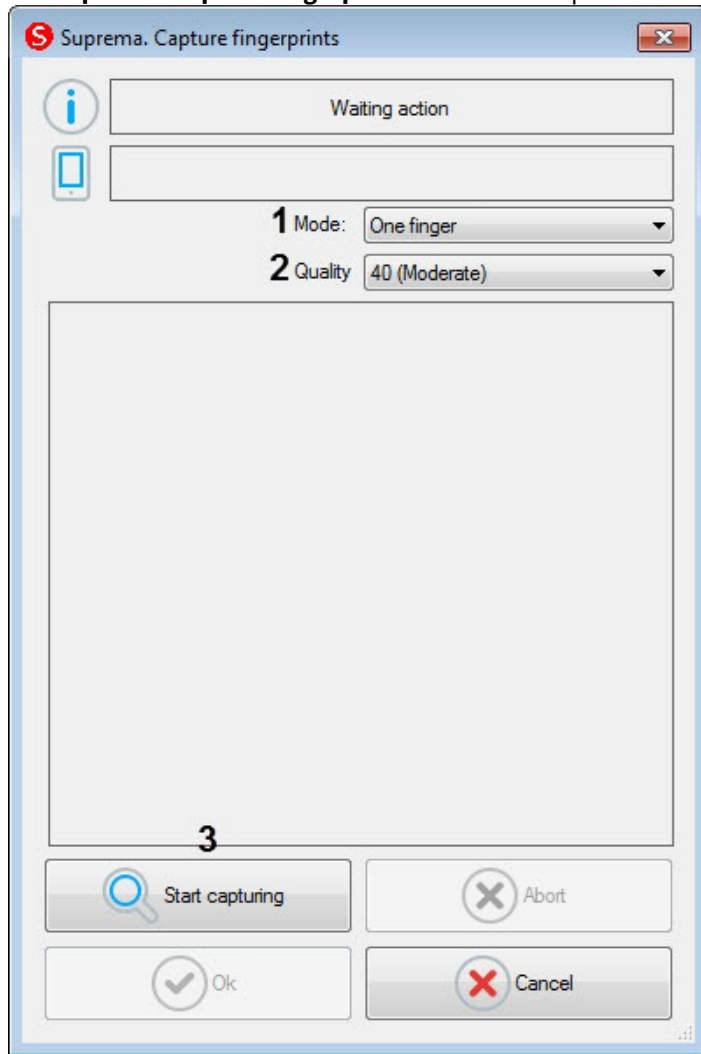 S Suprema. Capture fingerprints
Waiting action
1 Mode: One finger
2 Quality 40 (Moderate)
3
Start capturing Abort
Ok Cancel